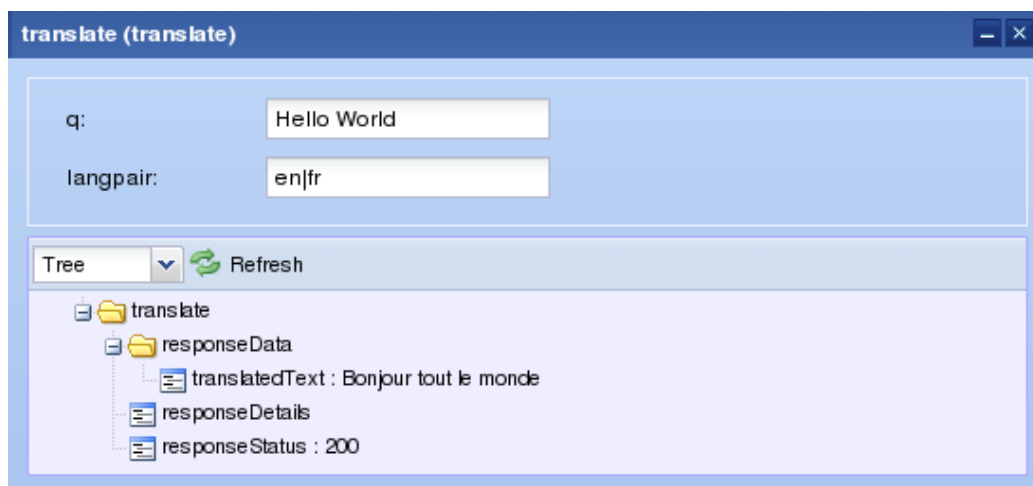 translate (translate)
q: Hello World
langpair: en|fr
Tree Refresh
translate
responseData
translatedText : Bonjour tout le monde
responseDetails
responseStatus : 200